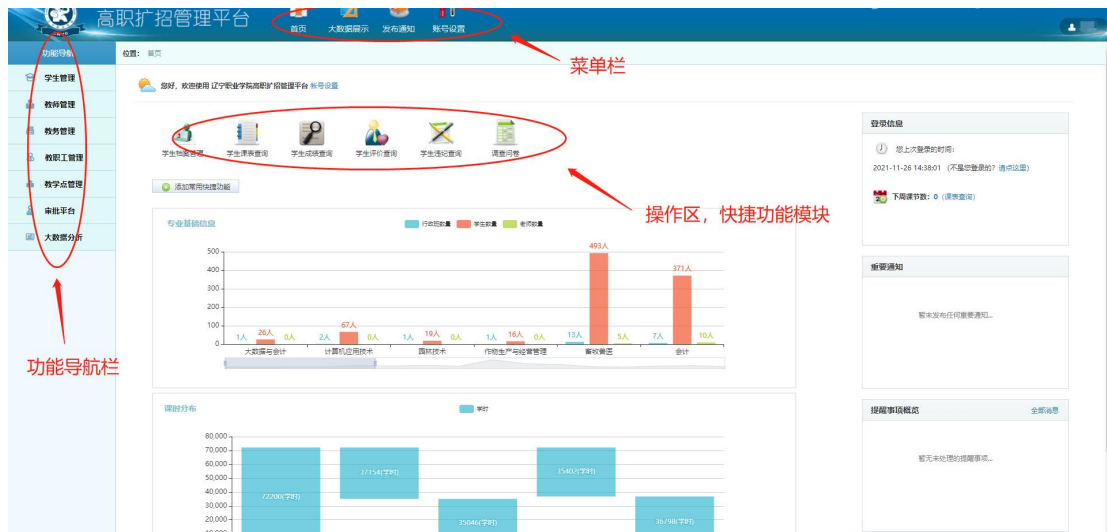 高职扩招管理平台
首页 大数据展示 发布通知 账号设置
菜单栏
功能导航
位置： 首页
学生管理
教师管理
教务管理
教职工管理
教学点管理
审批平台
大数据分析
功能导航栏
您好，欢迎使用 辽宁职业学院高职扩招管理平台 帐号设置
学生档案管理 学生课表查询 学生成绩查询 学生评价查询 学生违纪查询 调查问卷
操作区，快捷功能模块
添加常用快捷功能
专业基础信息
行政班数量 学生数量 老师数量
500
400
300
200
100
0
1人 26人 0人 2人 67人 0人 1人 19人 0人 1人 16人 0人 13人 493人 5人 7人 371人 10人
大数据与会计 计算机应用技术 园林技术 作物生产与经营管理 畜牧兽医 会计
课时分布
学时
80,000
70,000
60,000
50,000
40,000
30,000
20,000
10,000
72200(学时) 37154(学时) 35046(学时) 35402(学时) 36798(学时)
登录信息
您上次登录的时间：
2021-11-26 14:38:01 (不是您登录的? 请点这里)
下周课节数：0 (课表查询)
重要通知
暂未发布任何重要通知...
提醒事项概览 全部消息
暂无未处理的提醒事项...